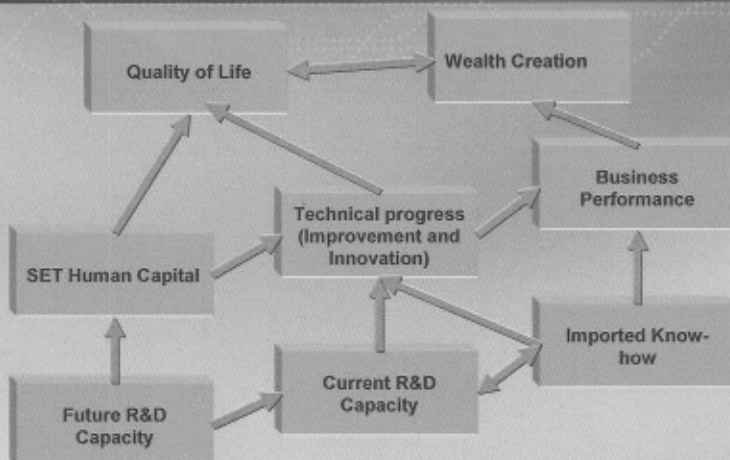 Quality of Life
Wealth Creation
Business
Performance
Technical progress
(Improvement and
Innovation)
SET Human Capital
Imported Know-
how
Current R&D
Capacity
Future R&D
Capacity